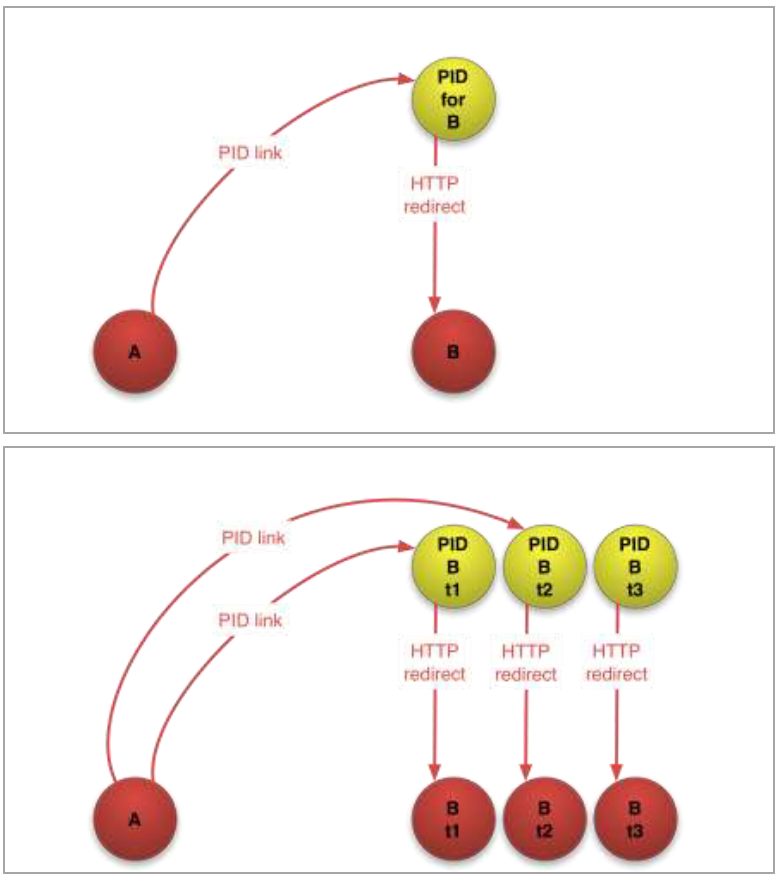 PID
for
B
PID link
HTTP
redirect
A
B
PID link
PID
B
t1
PID
B
t2
PID
B
t3
PID link
HTTP
redirect
HTTP
redirect
HTTP
redirect
A
B
t1
B
t2
B
t3